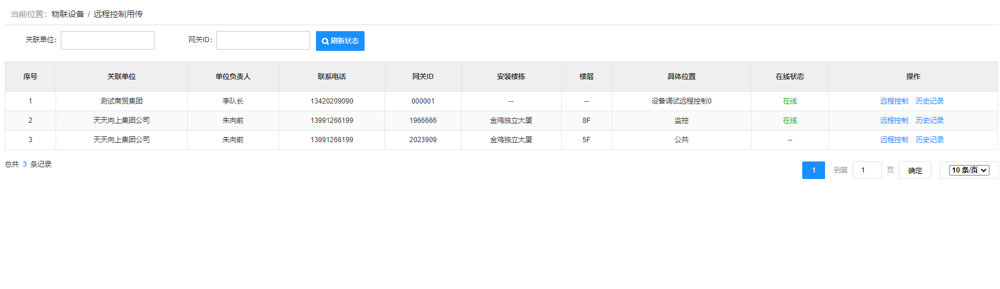 当前位置：物联设备 / 远程控制用传
关联单位： 网关ID： 刷新状态
序号 关联单位 单位负责人 联系电话 网关ID 安装楼栋 楼层 具体位置 在线状态 操作
1 测试商贸集团 李队长 13420209090 000001 -- -- 设备调试远程控制0 在线 远程控制 历史记录
2 天天向上集团公司 朱向前 13991266199 1966666 金鸡独立大厦 8F 监控 在线 远程控制 历史记录
3 天天向上集团公司 朱向前 13991266199 2023909 金鸡独立大厦 5F 公共 -- 远程控制 历史记录
总共 3 条记录 1 到第 1 页 确定 10 条/页